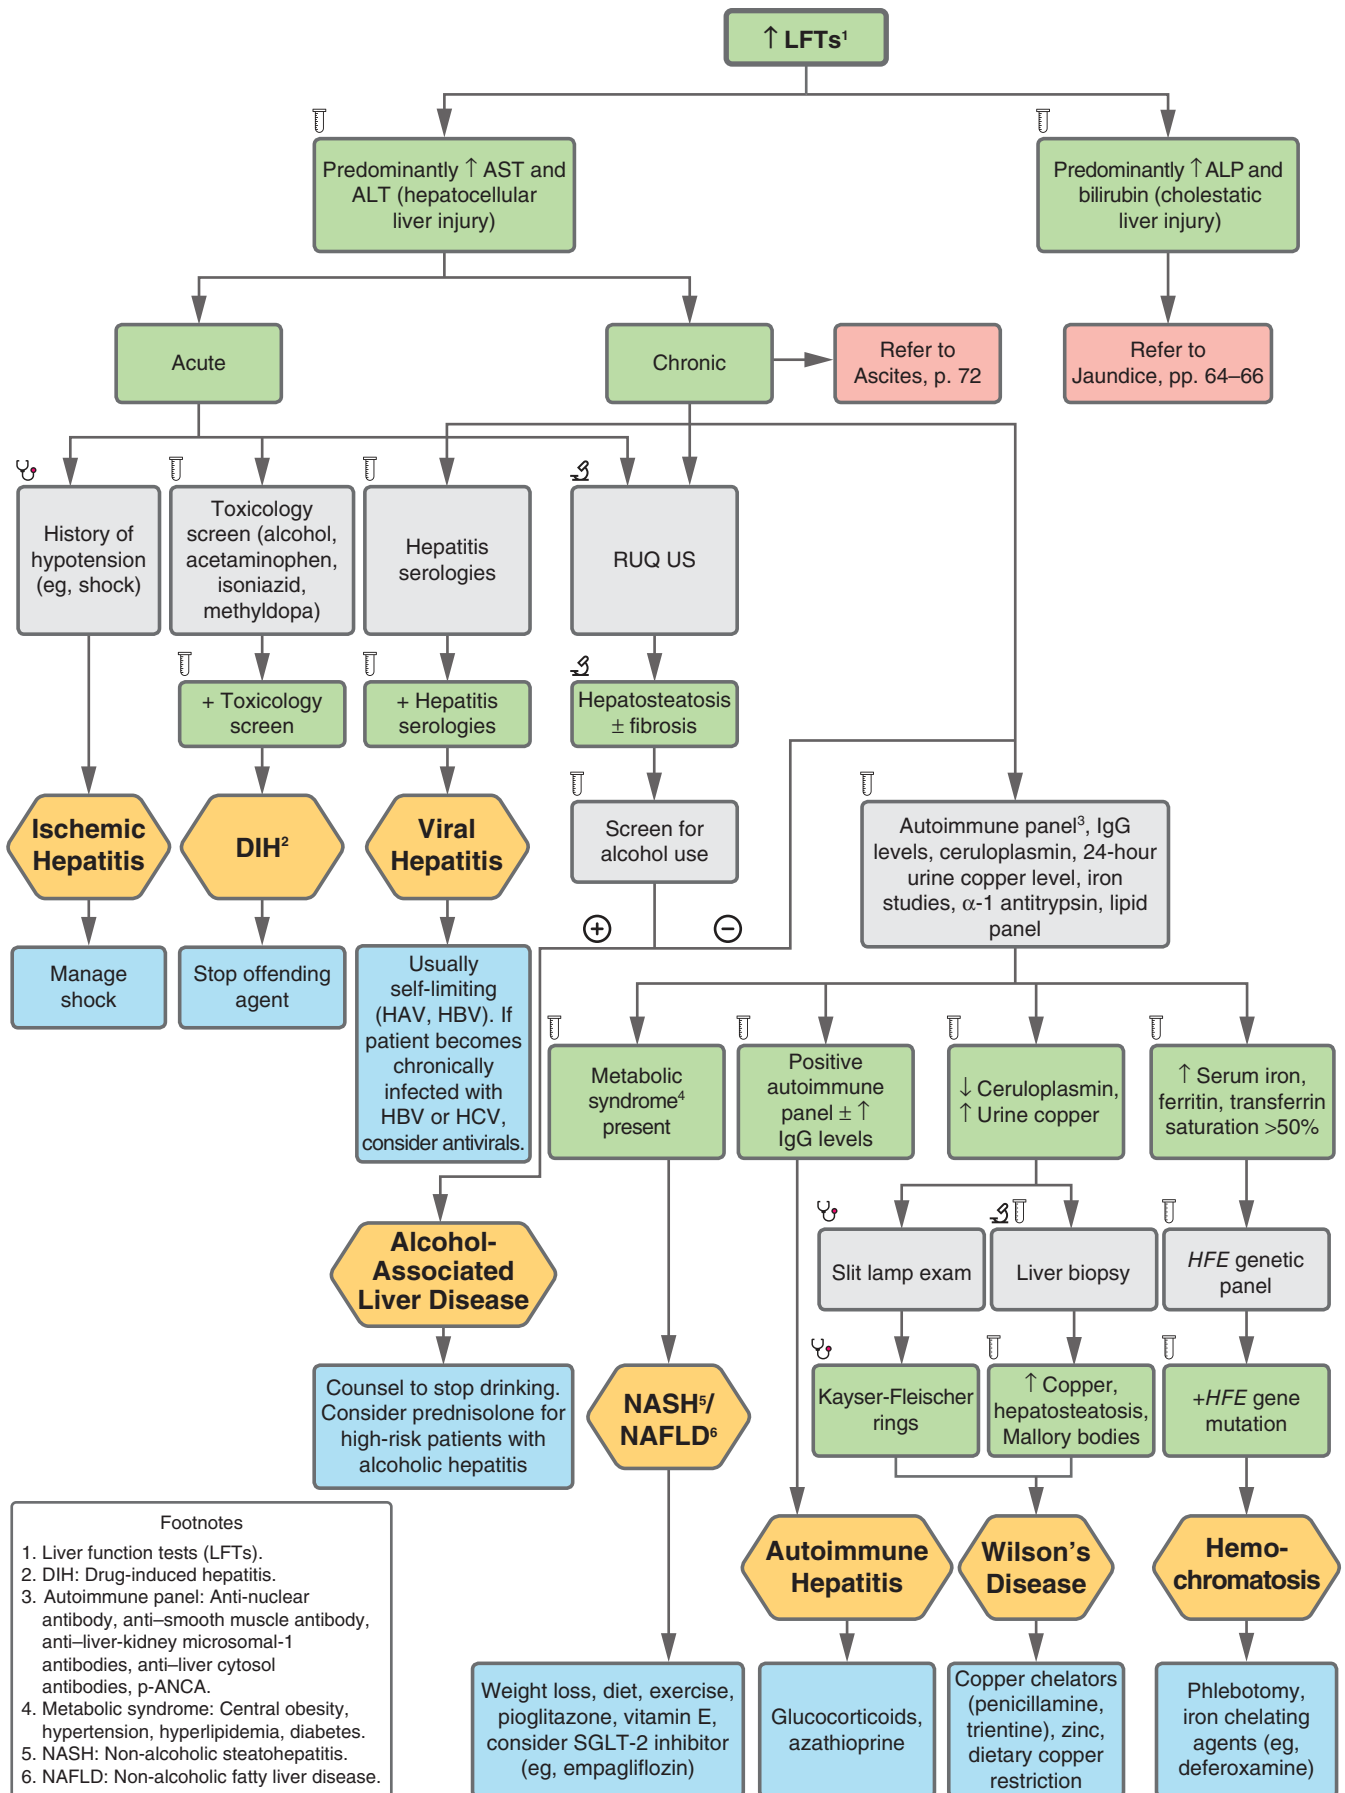 ↑ LFTs¹
Predominantly ↑ AST and
ALT (hepatocellular
liver injury)
Predominantly ↑ ALP and
bilirubin (cholestatic
liver injury)
Acute
Chronic
Refer to
Ascites, p. 72
Refer to
Jaundice, pp. 64–66
History of
hypotension
(eg, shock)
Toxicology
screen (alcohol,
acetaminophen,
isoniazid,
methyldopa)
Hepatitis
serologies
RUQ US
+ Toxicology
screen
+ Hepatitis
serologies
Hepatosteatosis
± fibrosis
Ischemic
Hepatitis
DIH²
Viral
Hepatitis
Screen for
alcohol use
Autoimmune panel³, IgG
levels, ceruloplasmin, 24-hour
urine copper level, iron
studies, α-1 antitrypsin, lipid
panel
+
−
Manage
shock
Stop offending
agent
Usually
self-limiting
(HAV, HBV). If
patient becomes
chronically
infected with
HBV or HCV,
consider antivirals.
Metabolic
syndrome⁴
present
Positive
autoimmune
panel ± ↑
IgG levels
↓ Ceruloplasmin,
↑ Urine copper
↑ Serum iron,
ferritin, transferrin
saturation >50%
Alcohol-
Associated
Liver Disease
Slit lamp exam
Liver biopsy
HFE genetic
panel
Counsel to stop drinking.
Consider prednisolone for
high-risk patients with
alcoholic hepatitis
NASH⁵/
NAFLD⁶
Kayser-Fleischer
rings
↑ Copper,
hepatosteatosis,
Mallory bodies
+HFE gene
mutation
Autoimmune
Hepatitis
Wilson's
Disease
Hemo-
chromatosis
Weight loss, diet, exercise,
pioglitazone, vitamin E,
consider SGLT-2 inhibitor
(eg, empagliflozin)
Glucocorticoids,
azathioprine
Copper chelators
(penicillamine,
trientine), zinc,
dietary copper
restriction
Phlebotomy,
iron chelating
agents (eg,
deferoxamine)
Footnotes
1. Liver function tests (LFTs).
2. DIH: Drug-induced hepatitis.
3. Autoimmune panel: Anti-nuclear
antibody, anti–smooth muscle antibody,
anti–liver-kidney microsomal-1
antibodies, anti–liver cytosol
antibodies, p-ANCA.
4. Metabolic syndrome: Central obesity,
hypertension, hyperlipidemia, diabetes.
5. NASH: Non-alcoholic steatohepatitis.
6. NAFLD: Non-alcoholic fatty liver disease.